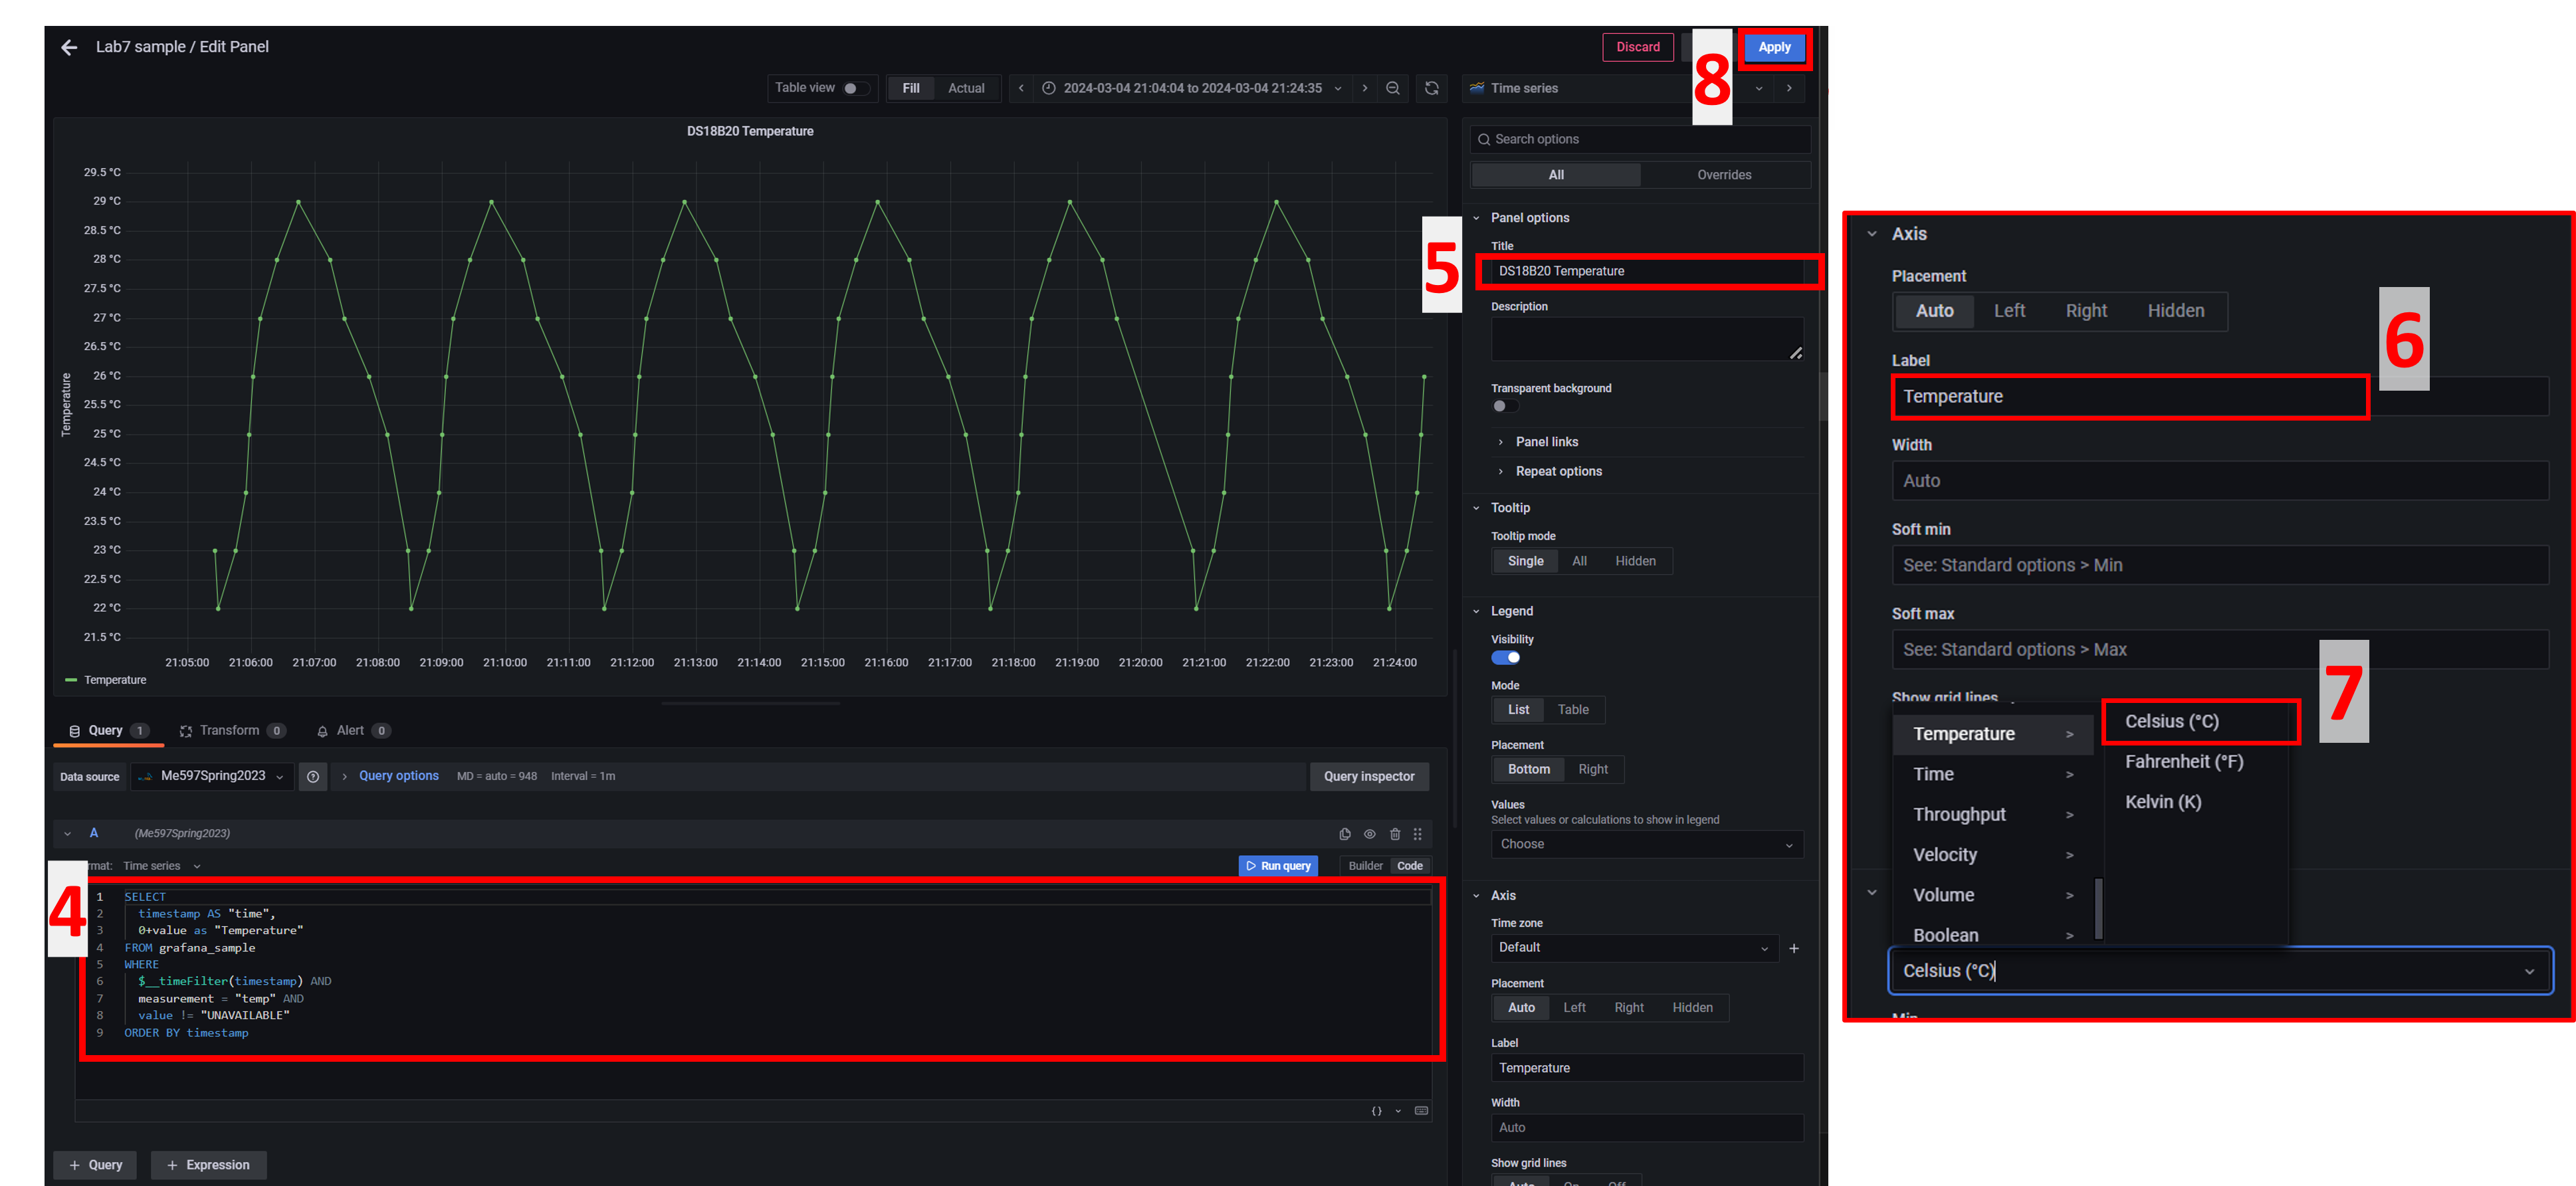 Lab7 sample / Edit Panel
Discard
8
Apply
Table view
Fill
Actual
2024-03-04 21:04:04 to 2024-03-04 21:24:35
Time series
DS18B20 Temperature
29.5 °C
29 °C
28.5 °C
28 °C
27.5 °C
27 °C
26.5 °C
26 °C
25.5 °C
25 °C
24.5 °C
24 °C
23.5 °C
23 °C
22.5 °C
22 °C
21.5 °C
Temperature
21:05:00 21:06:00 21:07:00 21:08:00 21:09:00 21:10:00 21:11:00 21:12:00 21:13:00 21:14:00 21:15:00 21:16:00 21:17:00 21:18:00 21:19:00 21:20:00 21:21:00 21:22:00 21:23:00 21:24:00
Temperature
Query 1
Transform 0
Alert 0
Data source
Me597Spring2023
> Query options MD = auto = 948 Interval = 1m
Query inspector
A (Me597Spring2023)
rmat: Time series
Run query
Builder Code
4
1 SELECT
2 timestamp AS "time",
3 0+value as "Temperature"
4 FROM grafana_sample
5 WHERE
6 $__timeFilter(timestamp) AND
7 measurement = "temp" AND
8 value != "UNAVAILABLE"
9 ORDER BY timestamp
{}
+ Query
+ Expression
Search options
All Overrides
Panel options
Title
5
DS18B20 Temperature
Description
Transparent background
> Panel links
> Repeat options
Tooltip
Tooltip mode
Single All Hidden
Legend
Visibility
Mode
List Table
Placement
Bottom Right
Values
Select values or calculations to show in legend
Choose
Axis
Time zone
Default
+
Placement
Auto Left Right Hidden
Label
Temperature
Width
Auto
Show grid lines
Auto On Off
Axis
Placement
Auto Left Right Hidden
6
Label
Temperature
Width
Auto
Soft min
See: Standard options > Min
Soft max
See: Standard options > Max
7
Show grid lines
Temperature >
Time >
Throughput >
Velocity >
Volume >
Boolean >
Celsius (°C)
Fahrenheit (°F)
Kelvin (K)
Celsius (°C)
Min